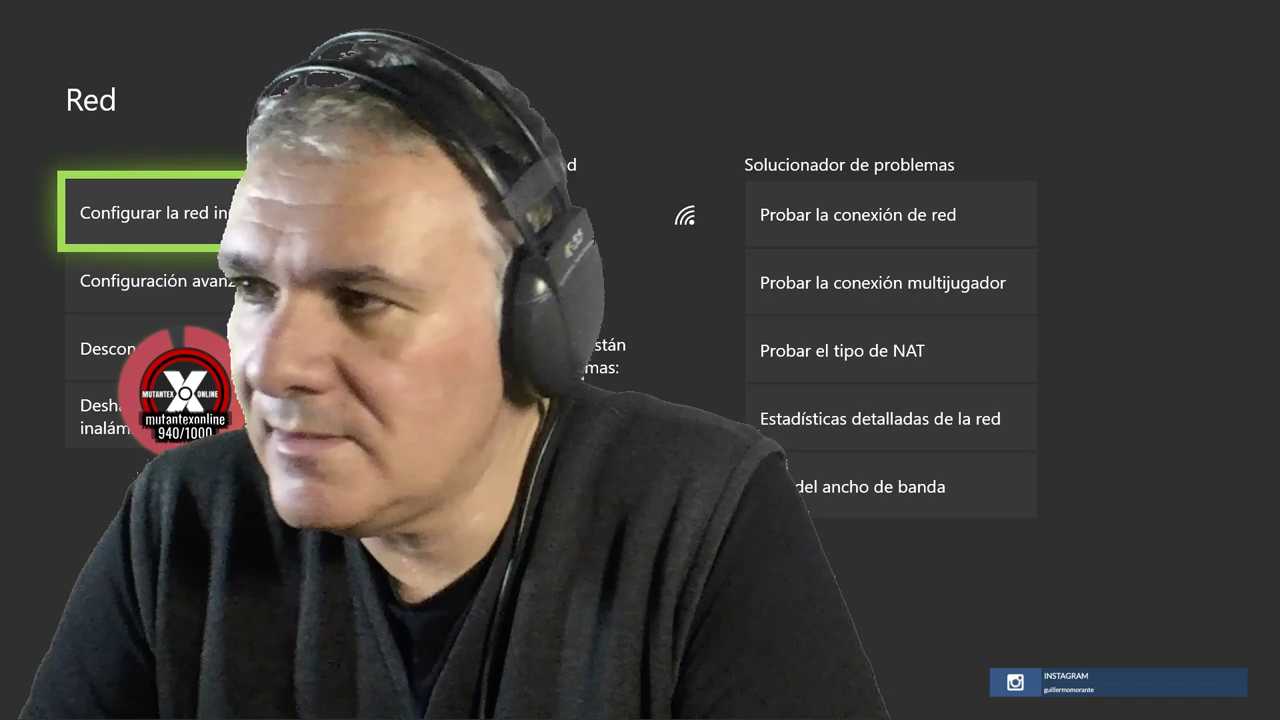 Red
Configurar la red in
Configuración avanz
Descon
Desha
inalám
MUTANTEX ONLINE
mutantexonline
940/1000
d
stán
mas:
Solucionador de problemas
Probar la conexión de red
Probar la conexión multijugador
Probar el tipo de NAT
Estadísticas detalladas de la red
del ancho de banda
INSTAGRAM
guillermomorante